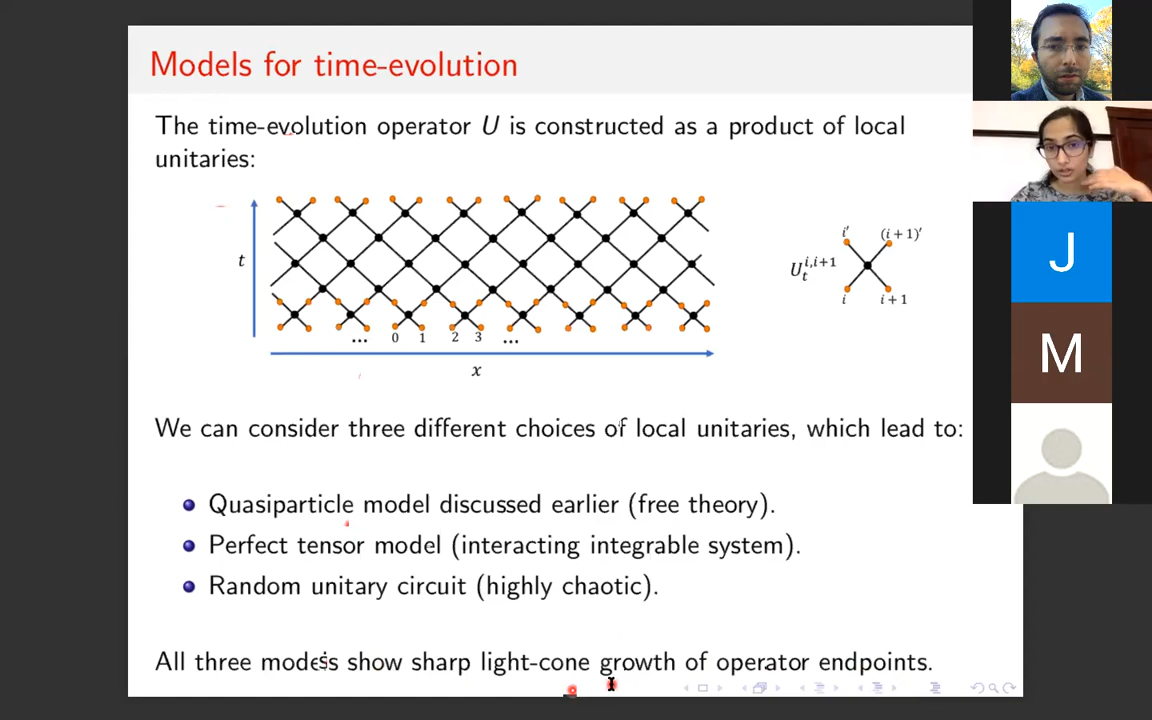 Models for time-evolution
The time-evolution operator U is constructed as a product of local
unitaries:
t
... 0 1 2 3 ...
x
i′ (i + 1)′
U_t^{i,i+1}
i i + 1
We can consider three different choices of local unitaries, which lead to:
Quasiparticle model discussed earlier (free theory).
Perfect tensor model (interacting integrable system).
Random unitary circuit (highly chaotic).
All three models show sharp light-cone growth of operator endpoints.
J
M